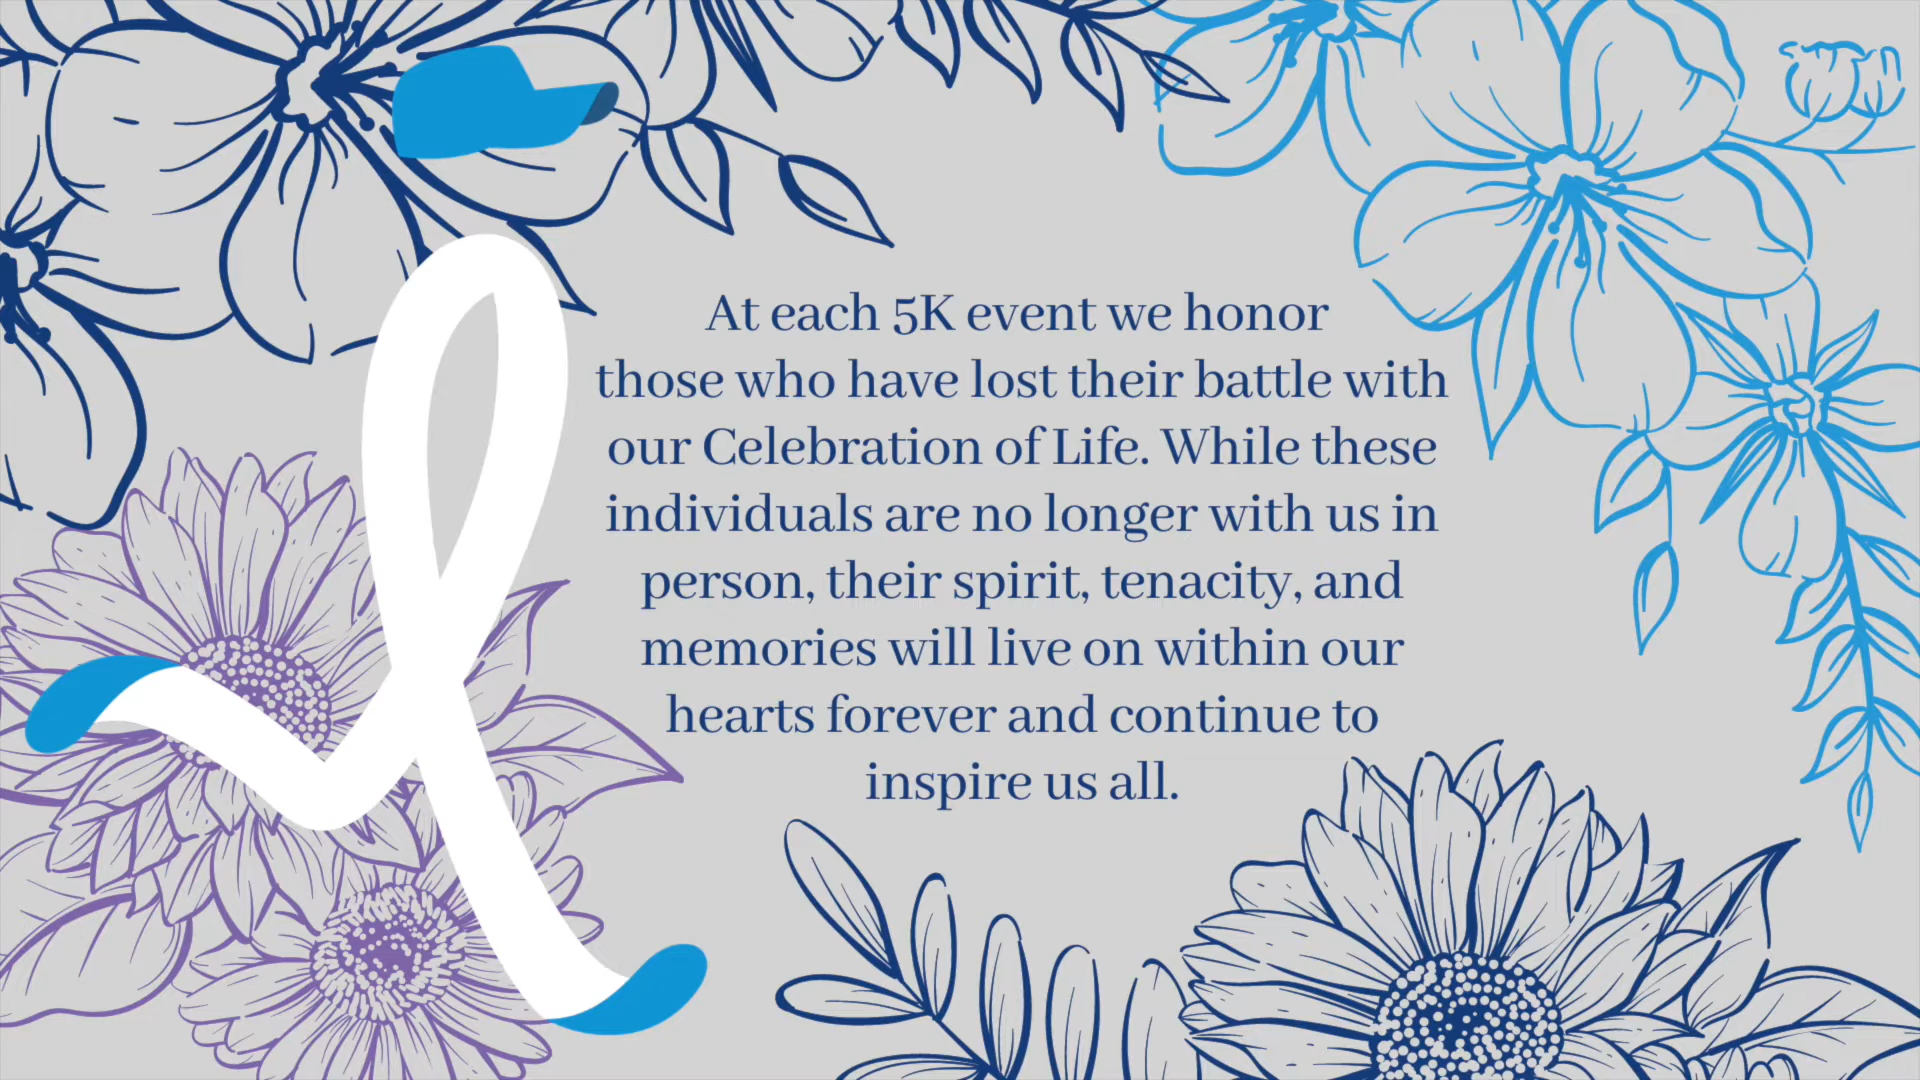 At each 5K event we honor
those who have lost their battle with
our Celebration of Life. While these
individuals are no longer with us in
person, their spirit, tenacity, and
memories will live on within our
hearts forever and continue to
inspire us all.